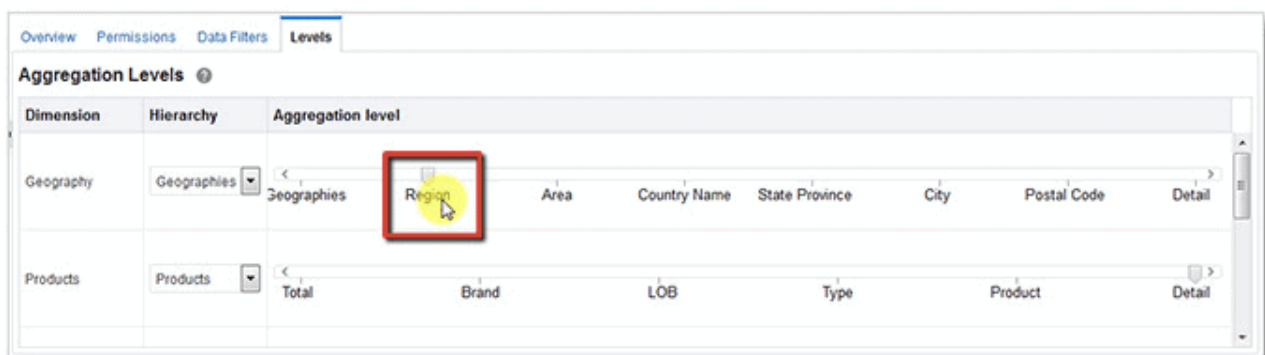 Overview Permissions Data Filters Levels
Aggregation Levels
Dimension Hierarchy Aggregation level
Geography Geographies
Geographies Region Area Country Name State Province City Postal Code Detail
Products Products
Total Brand LOB Type Product Detail